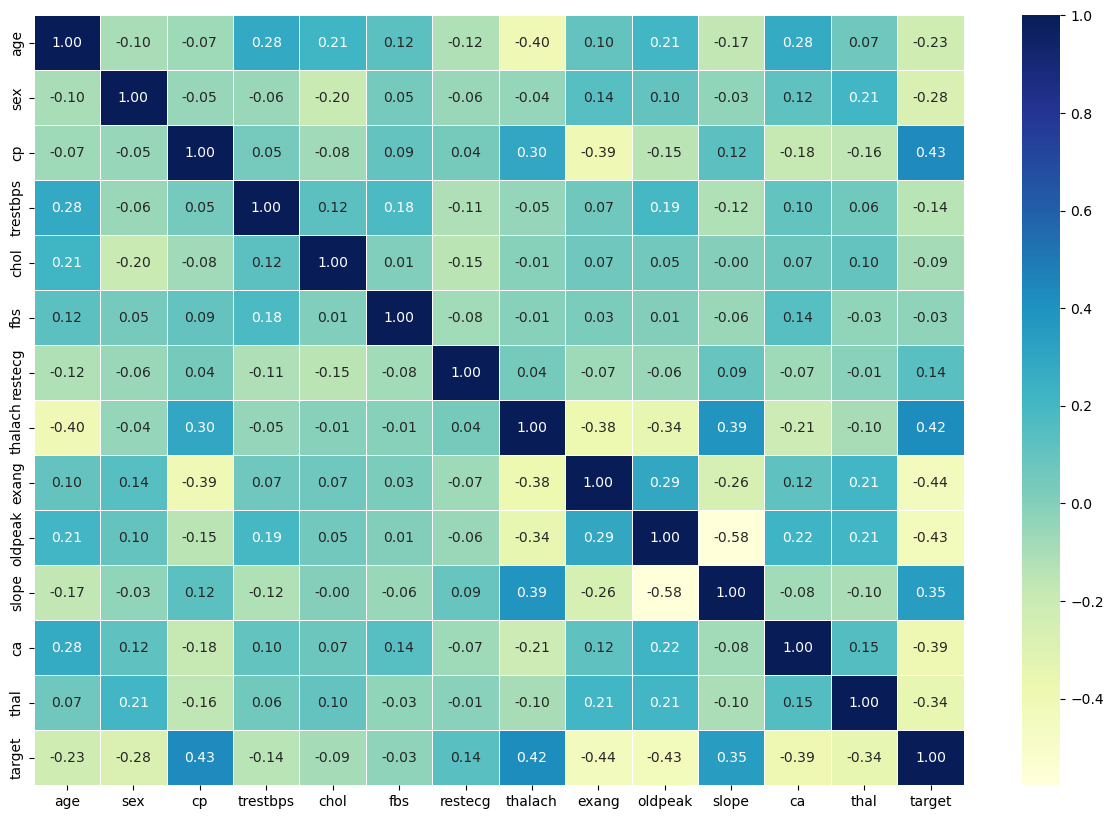 age 1.00 -0.10 -0.07 0.28 0.21 0.12 -0.12 -0.40 0.10 0.21 -0.17 0.28 0.07 -0.23
sex -0.10 1.00 -0.05 -0.06 -0.20 0.05 -0.06 -0.04 0.14 0.10 -0.03 0.12 0.21 -0.28
cp -0.07 -0.05 1.00 0.05 -0.08 0.09 0.04 0.30 -0.39 -0.15 0.12 -0.18 -0.16 0.43
trestbps 0.28 -0.06 0.05 1.00 0.12 0.18 -0.11 -0.05 0.07 0.19 -0.12 0.10 0.06 -0.14
chol 0.21 -0.20 -0.08 0.12 1.00 0.01 -0.15 -0.01 0.07 0.05 -0.00 0.07 0.10 -0.09
fbs 0.12 0.05 0.09 0.18 0.01 1.00 -0.08 -0.01 0.03 0.01 -0.06 0.14 -0.03 -0.03
restecg -0.12 -0.06 0.04 -0.11 -0.15 -0.08 1.00 0.04 -0.07 -0.06 0.09 -0.07 -0.01 0.14
thalach -0.40 -0.04 0.30 -0.05 -0.01 -0.01 0.04 1.00 -0.38 -0.34 0.39 -0.21 -0.10 0.42
exang 0.10 0.14 -0.39 0.07 0.07 0.03 -0.07 -0.38 1.00 0.29 -0.26 0.12 0.21 -0.44
oldpeak 0.21 0.10 -0.15 0.19 0.05 0.01 -0.06 -0.34 0.29 1.00 -0.58 0.22 0.21 -0.43
slope -0.17 -0.03 0.12 -0.12 -0.00 -0.06 0.09 0.39 -0.26 -0.58 1.00 -0.08 -0.10 0.35
ca 0.28 0.12 -0.18 0.10 0.07 0.14 -0.07 -0.21 0.12 0.22 -0.08 1.00 0.15 -0.39
thal 0.07 0.21 -0.16 0.06 0.10 -0.03 -0.01 -0.10 0.21 0.21 -0.10 0.15 1.00 -0.34
target -0.23 -0.28 0.43 -0.14 -0.09 -0.03 0.14 0.42 -0.44 -0.43 0.35 -0.39 -0.34 1.00
age sex cp trestbps chol fbs restecg thalach exang oldpeak slope ca thal target
1.0
0.8
0.6
0.4
0.2
0.0
−0.2
−0.4